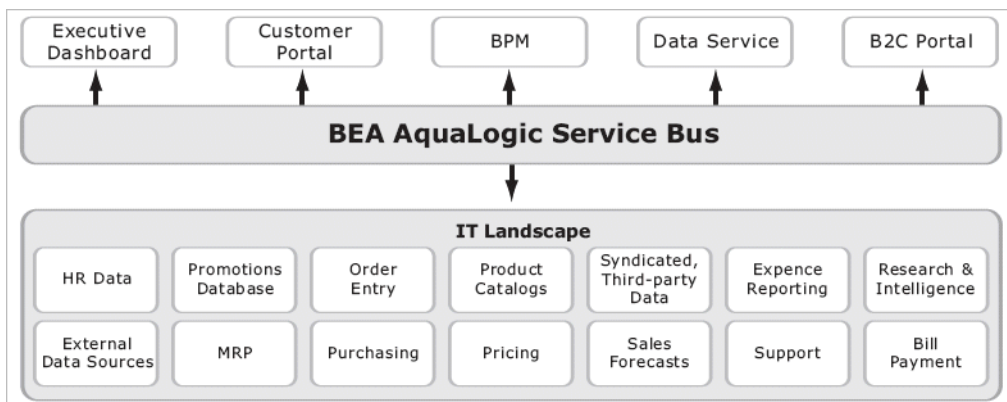 Executive
Dashboard
Customer
Portal
BPM
Data Service
B2C Portal
BEA AquaLogic Service Bus
IT Landscape
HR Data
Promotions
Database
Order
Entry
Product
Catalogs
Syndicated,
Third-party
Data
Expence
Reporting
Research &
Intelligence
External
Data Sources
MRP
Purchasing
Pricing
Sales
Forecasts
Support
Bill
Payment